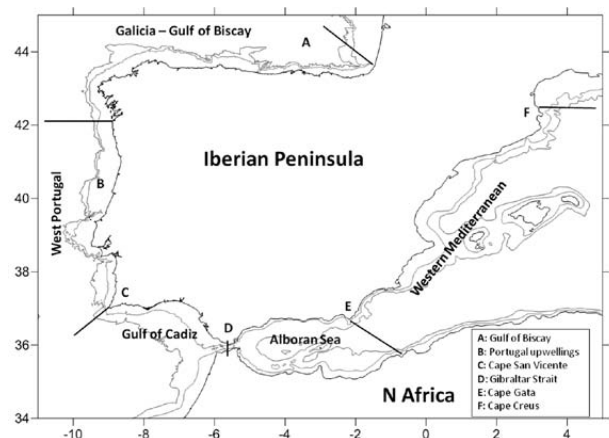 Galicia – Gulf of Biscay
A
44
F
42
Iberian Peninsula
B
40
West Portugal
Western Mediterranean
38
C
E
D
36
Gulf of Cadiz
Alboran Sea
A: Gulf of Biscay
B: Portugal upwellings
C: Cape San Vicente
D: Gibraltar Strait
E: Cape Gata
F: Cape Creus
N Africa
34
-10 -8 -6 -4 -2 0 2 4